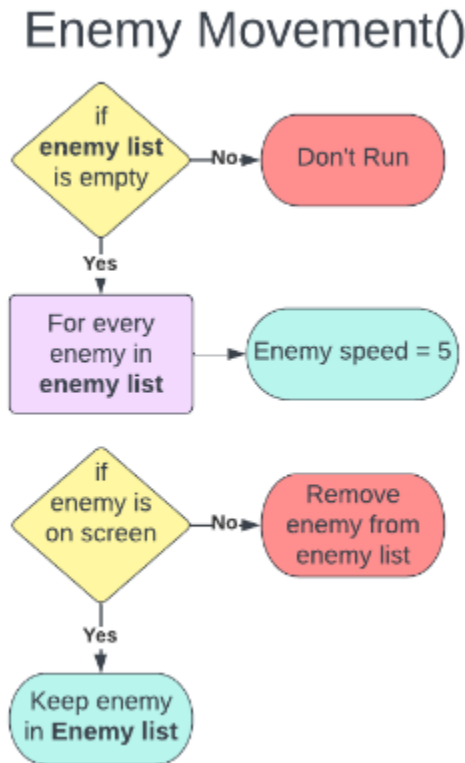 Enemy Movement()
if
enemy list
is empty
No
Don't Run
Yes
For every
enemy in
enemy list
Enemy speed = 5
if
enemy is
on screen
No
Remove
enemy from
enemy list
Yes
Keep enemy
in Enemy list